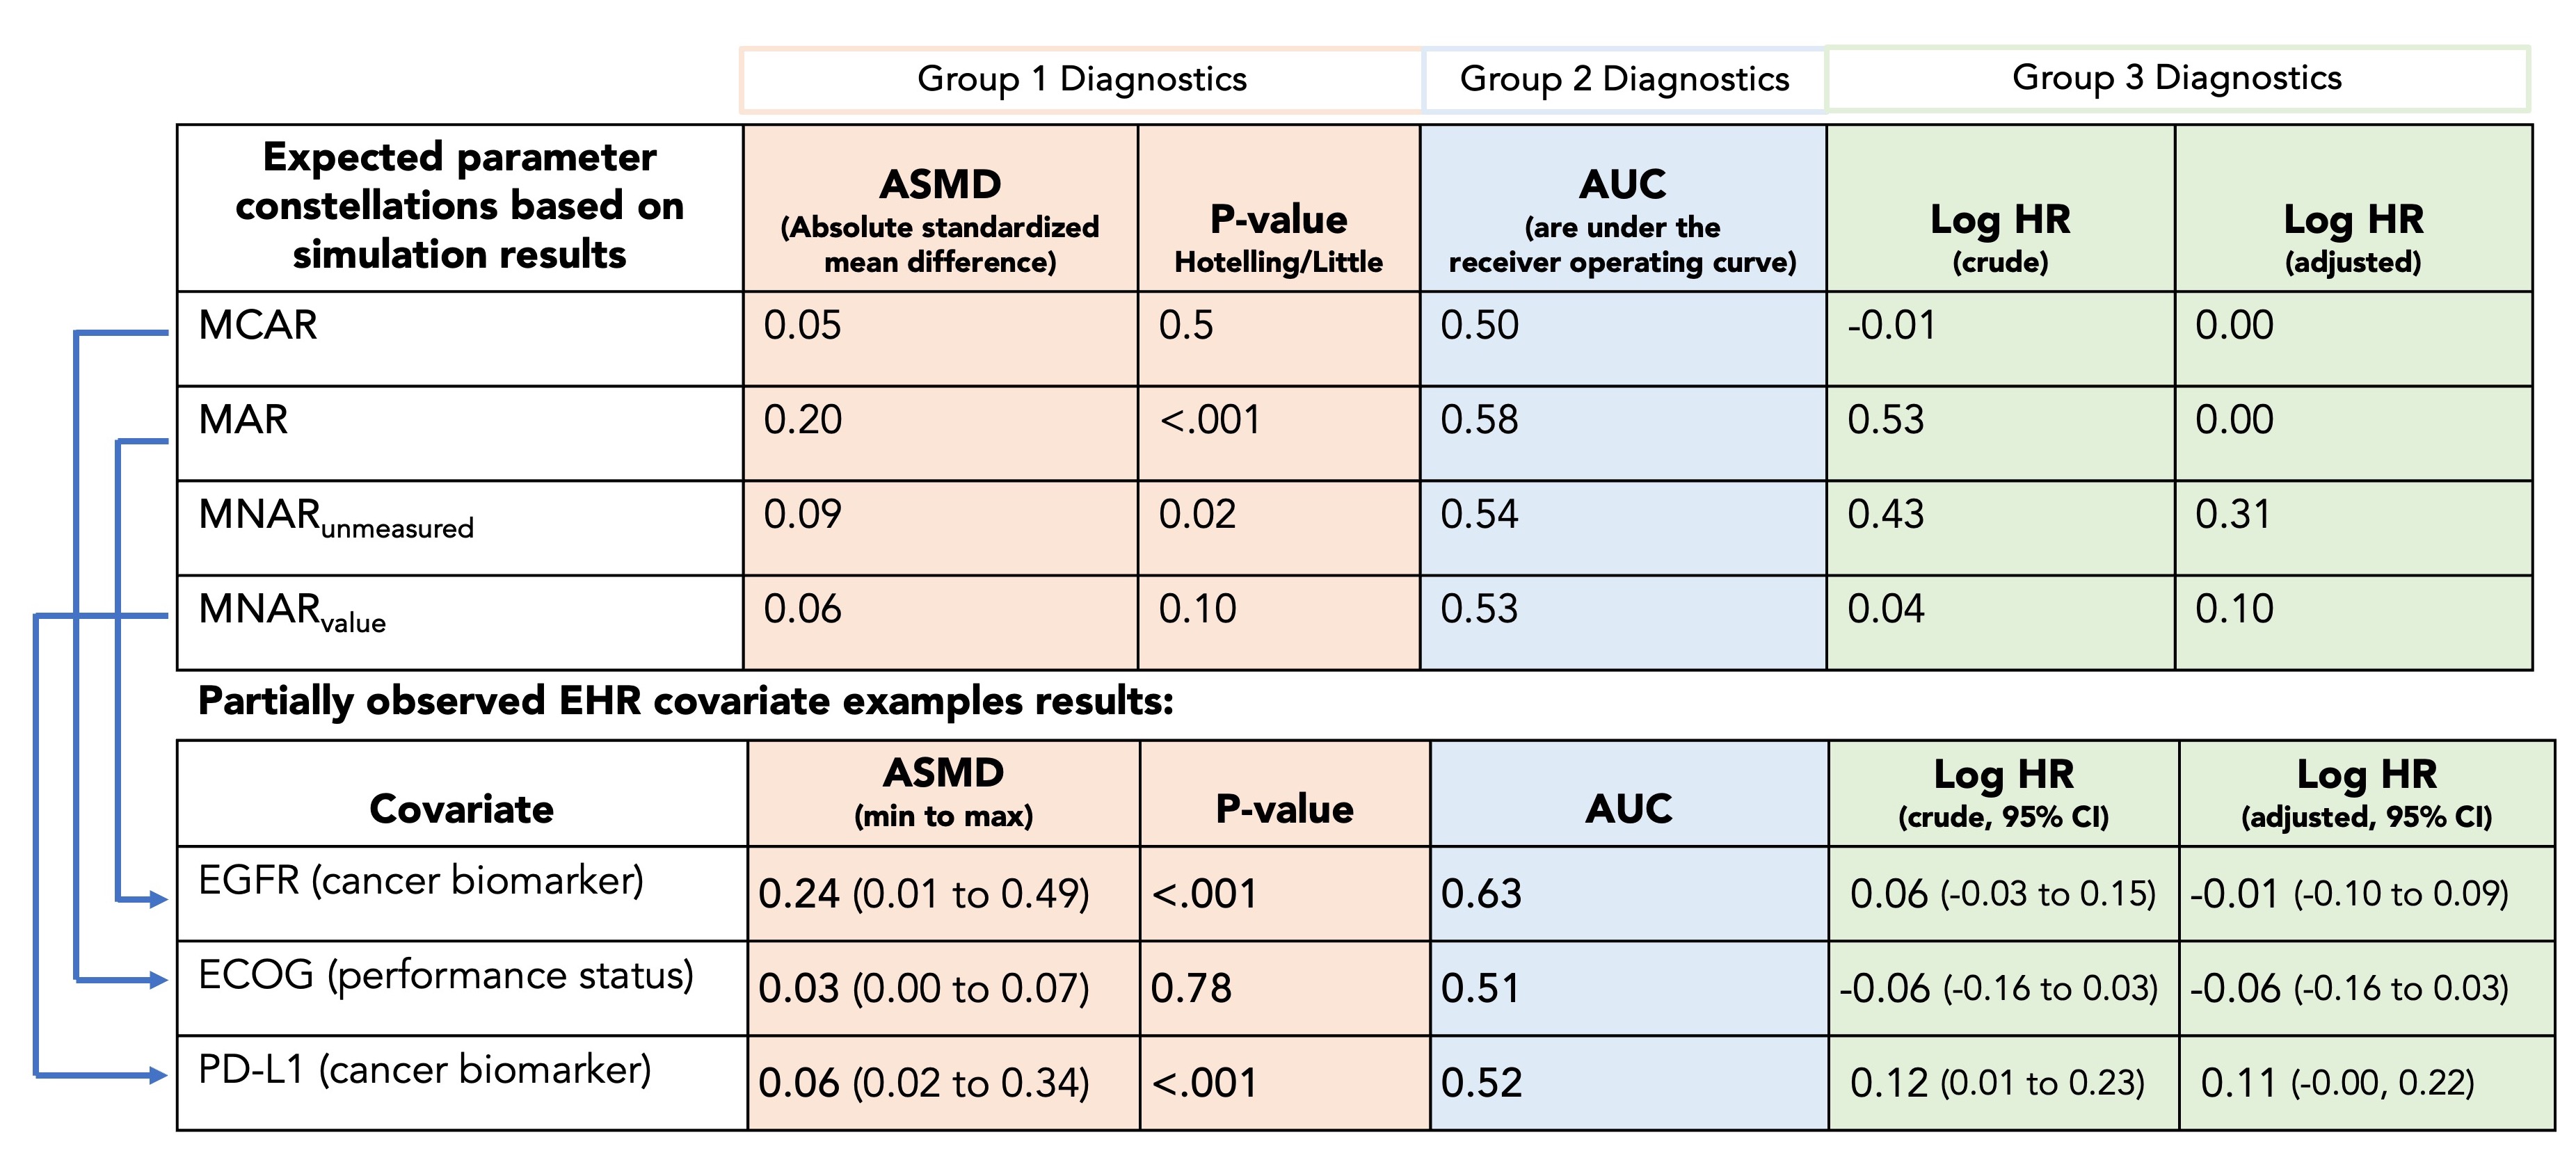 Group 1 Diagnostics Group 2 Diagnostics Group 3 Diagnostics
Expected parameter
constellations based on
simulation results
ASMD
(Absolute standardized
mean difference)
P-value
Hotelling/Little
AUC
(are under the
receiver operating curve)
Log HR
(crude)
Log HR
(adjusted)
MCAR 0.05 0.5 0.50 -0.01 0.00
MAR 0.20 <.001 0.58 0.53 0.00
MNARunmeasured 0.09 0.02 0.54 0.43 0.31
MNARvalue 0.06 0.10 0.53 0.04 0.10
Partially observed EHR covariate examples results:
Covariate
ASMD
(min to max)
P-value
AUC
Log HR
(crude, 95% CI)
Log HR
(adjusted, 95% CI)
EGFR (cancer biomarker) 0.24 (0.01 to 0.49) <.001 0.63 0.06 (-0.03 to 0.15) -0.01 (-0.10 to 0.09)
ECOG (performance status) 0.03 (0.00 to 0.07) 0.78 0.51 -0.06 (-0.16 to 0.03) -0.06 (-0.16 to 0.03)
PD-L1 (cancer biomarker) 0.06 (0.02 to 0.34) <.001 0.52 0.12 (0.01 to 0.23) 0.11 (-0.00, 0.22)